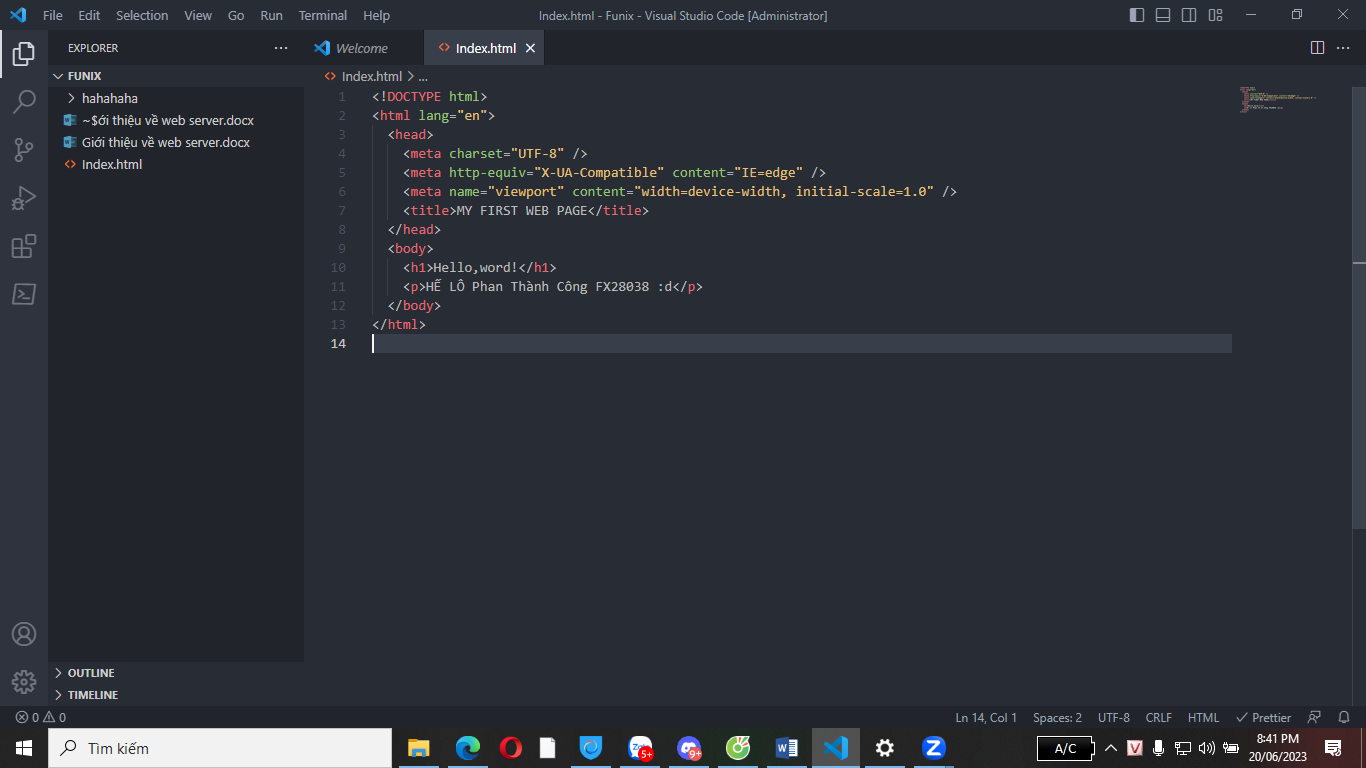 File Edit Selection View Go Run Terminal Help
Index.html - Funix - Visual Studio Code [Administrator]
EXPLORER
Welcome
Index.html
FUNIX
hahahaha
~$ới thiệu về web server.docx
Giới thiệu về web server.docx
Index.html
Index.html > ...
1 <!DOCTYPE html>
2 <html lang="en">
3 <head>
4 <meta charset="UTF-8" />
5 <meta http-equiv="X-UA-Compatible" content="IE=edge" />
6 <meta name="viewport" content="width=device-width, initial-scale=1.0" />
7 <title>MY FIRST WEB PAGE</title>
8 </head>
9 <body>
10 <h1>Hello,word!</h1>
11 <p>HẾ LÔ Phan Thành Công FX28038 :d</p>
12 </body>
13 </html>
14
OUTLINE
TIMELINE
0 0
Ln 14, Col 1 Spaces: 2 UTF-8 CRLF HTML Prettier
Tìm kiếm
5+
9+
A/C
V
8:41 PM
20/06/2023